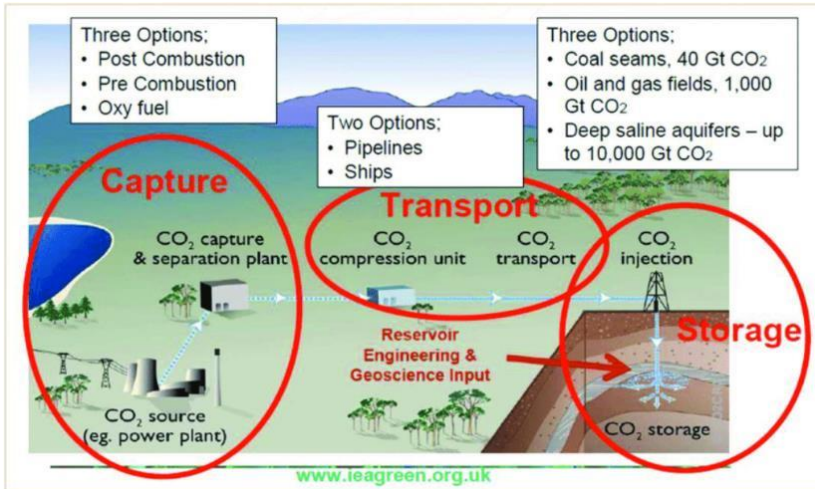 Three Options;
• Post Combustion
• Pre Combustion
• Oxy fuel
Two Options;
• Pipelines
• Ships
Three Options;
• Coal seams, 40 Gt CO₂
• Oil and gas fields, 1,000
Gt CO₂
• Deep saline aquifers – up
to 10,000 Gt CO₂
Capture
CO₂ capture
& separation plant
CO₂ source
(eg. power plant)
Transport
CO₂
compression unit
CO₂
transport
CO₂
injection
Storage
Reservoir
Engineering &
Geoscience Input
CO₂ storage
www.ieagreen.org.uk